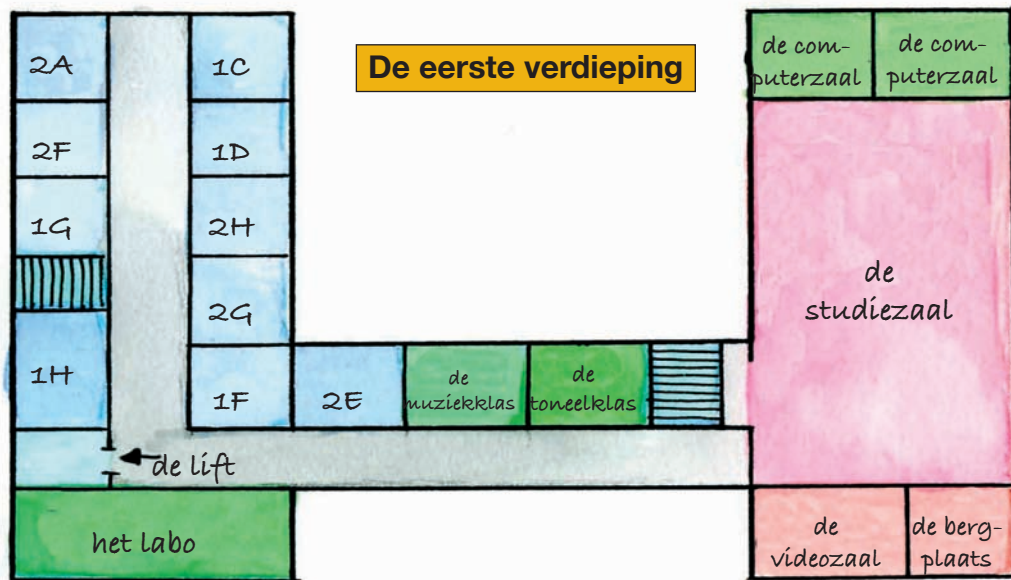 De eerste verdieping
2A
1C
2F
1D
1G
2H
2G
1H
1F
2E
de
muziekklas
de
toneelklas
de lift
het labo
de com-
puterzaal
de com-
puterzaal
de
studiezaal
de
videozaal
de berg-
plaats